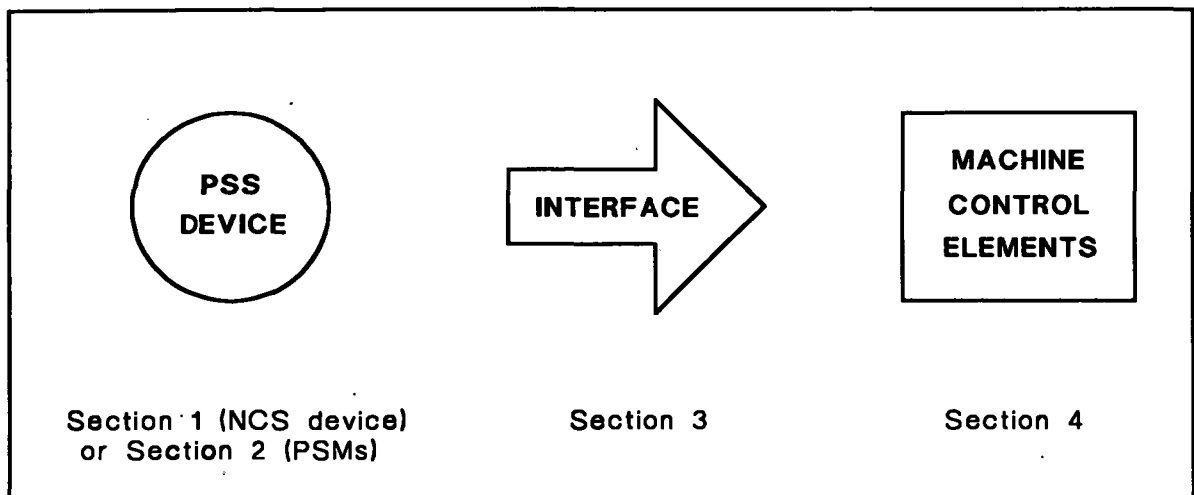 PSS
DEVICE
INTERFACE
MACHINE
CONTROL
ELEMENTS
Section 1 (NCS device)
or Section 2 (PSMs)
Section 3
Section 4